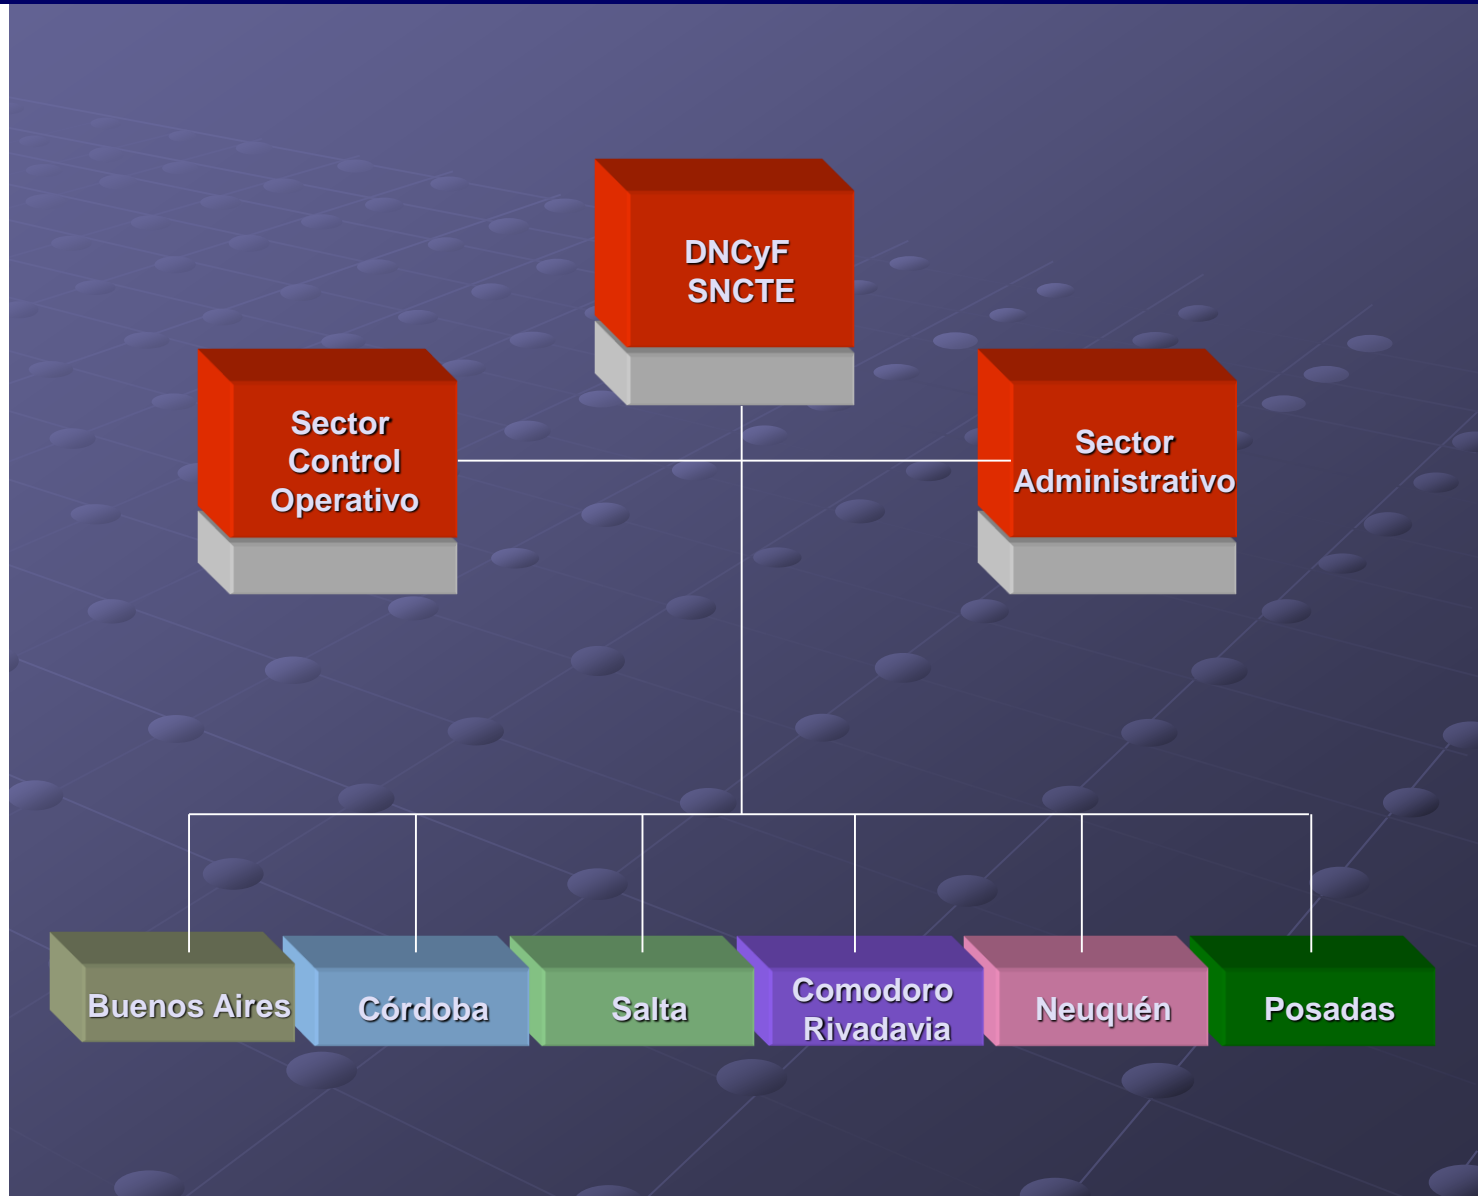 DNCyF
SNCTE
Sector
Control
Operativo
Sector
Administrativo
Buenos Aires
Córdoba
Salta
Comodoro
Rivadavia
Neuquén
Posadas